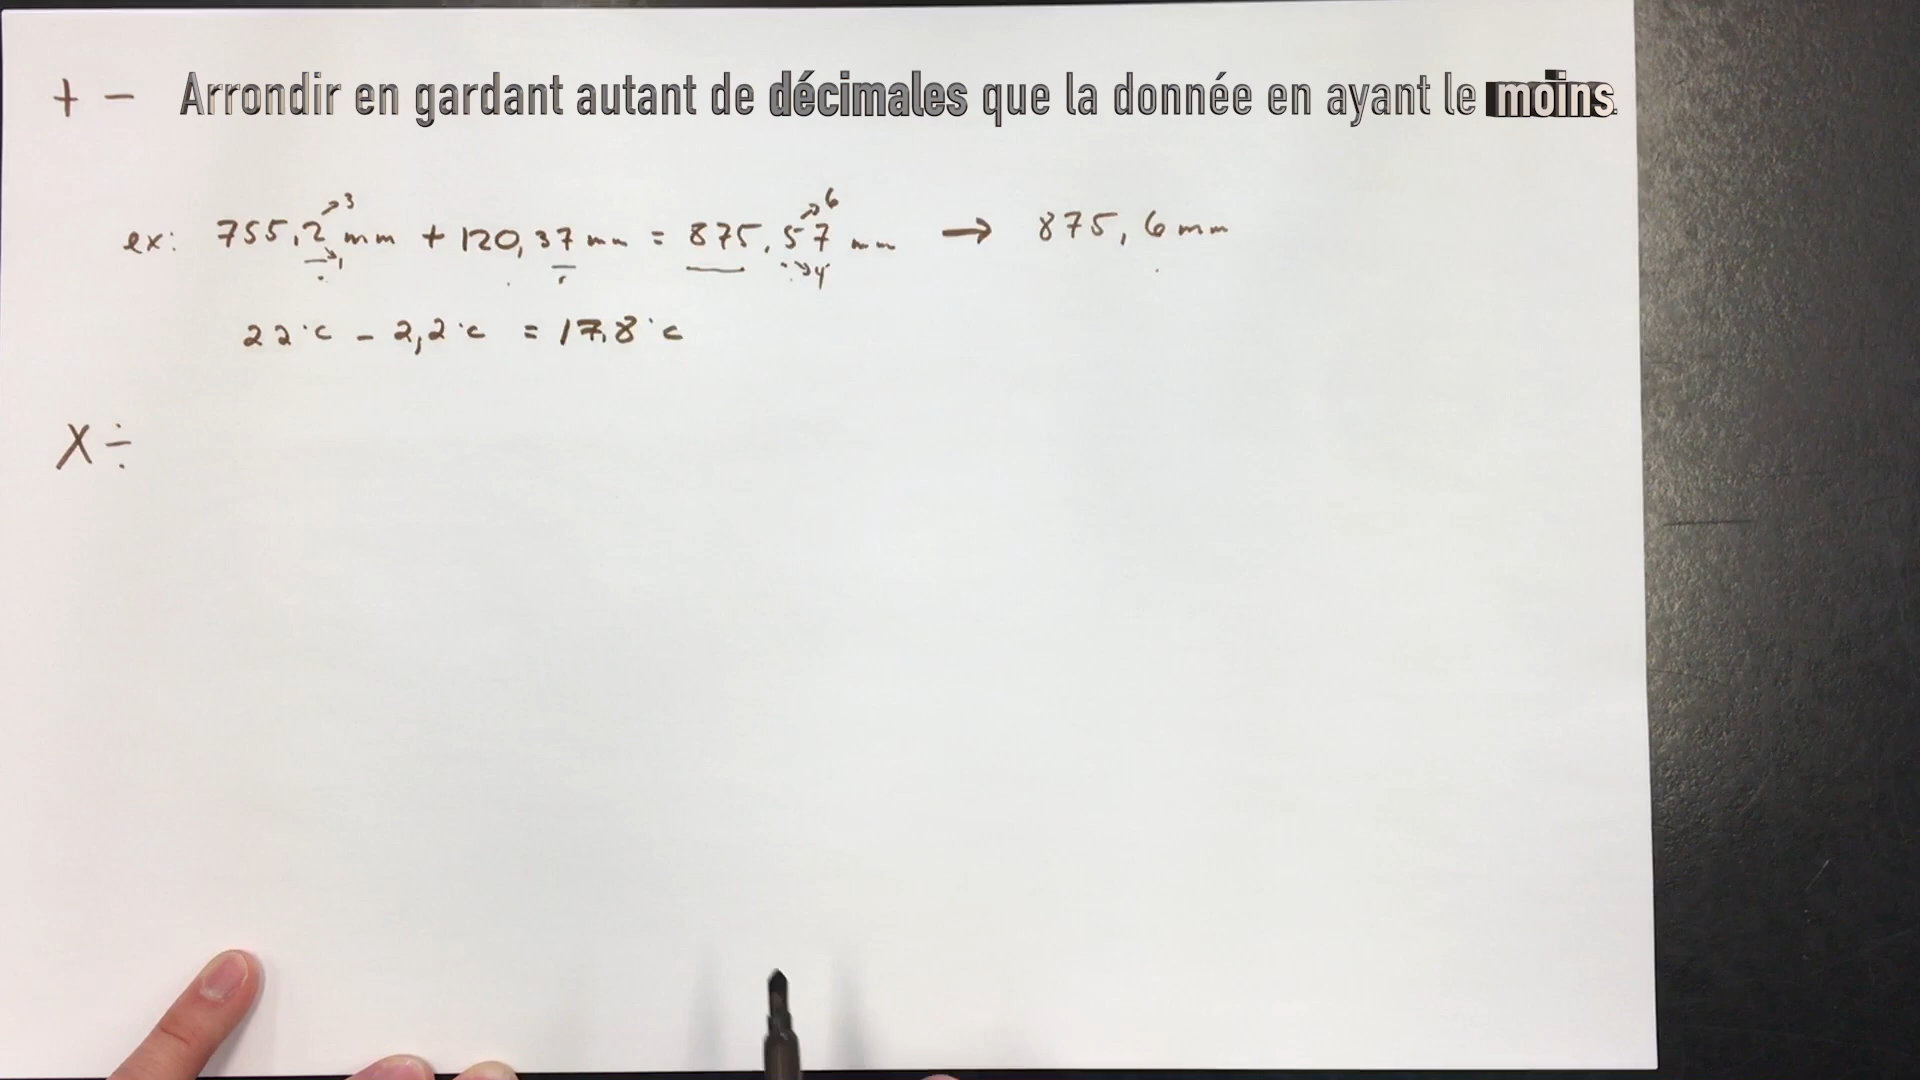 + − Arrondir en gardant autant de décimales que la donnée en ayant le moins.
ex: 755,2 mm + 120,37 mm = 875,57 mm → 875,6 mm
22°C − 2,2°C = 17,8°C
X ÷